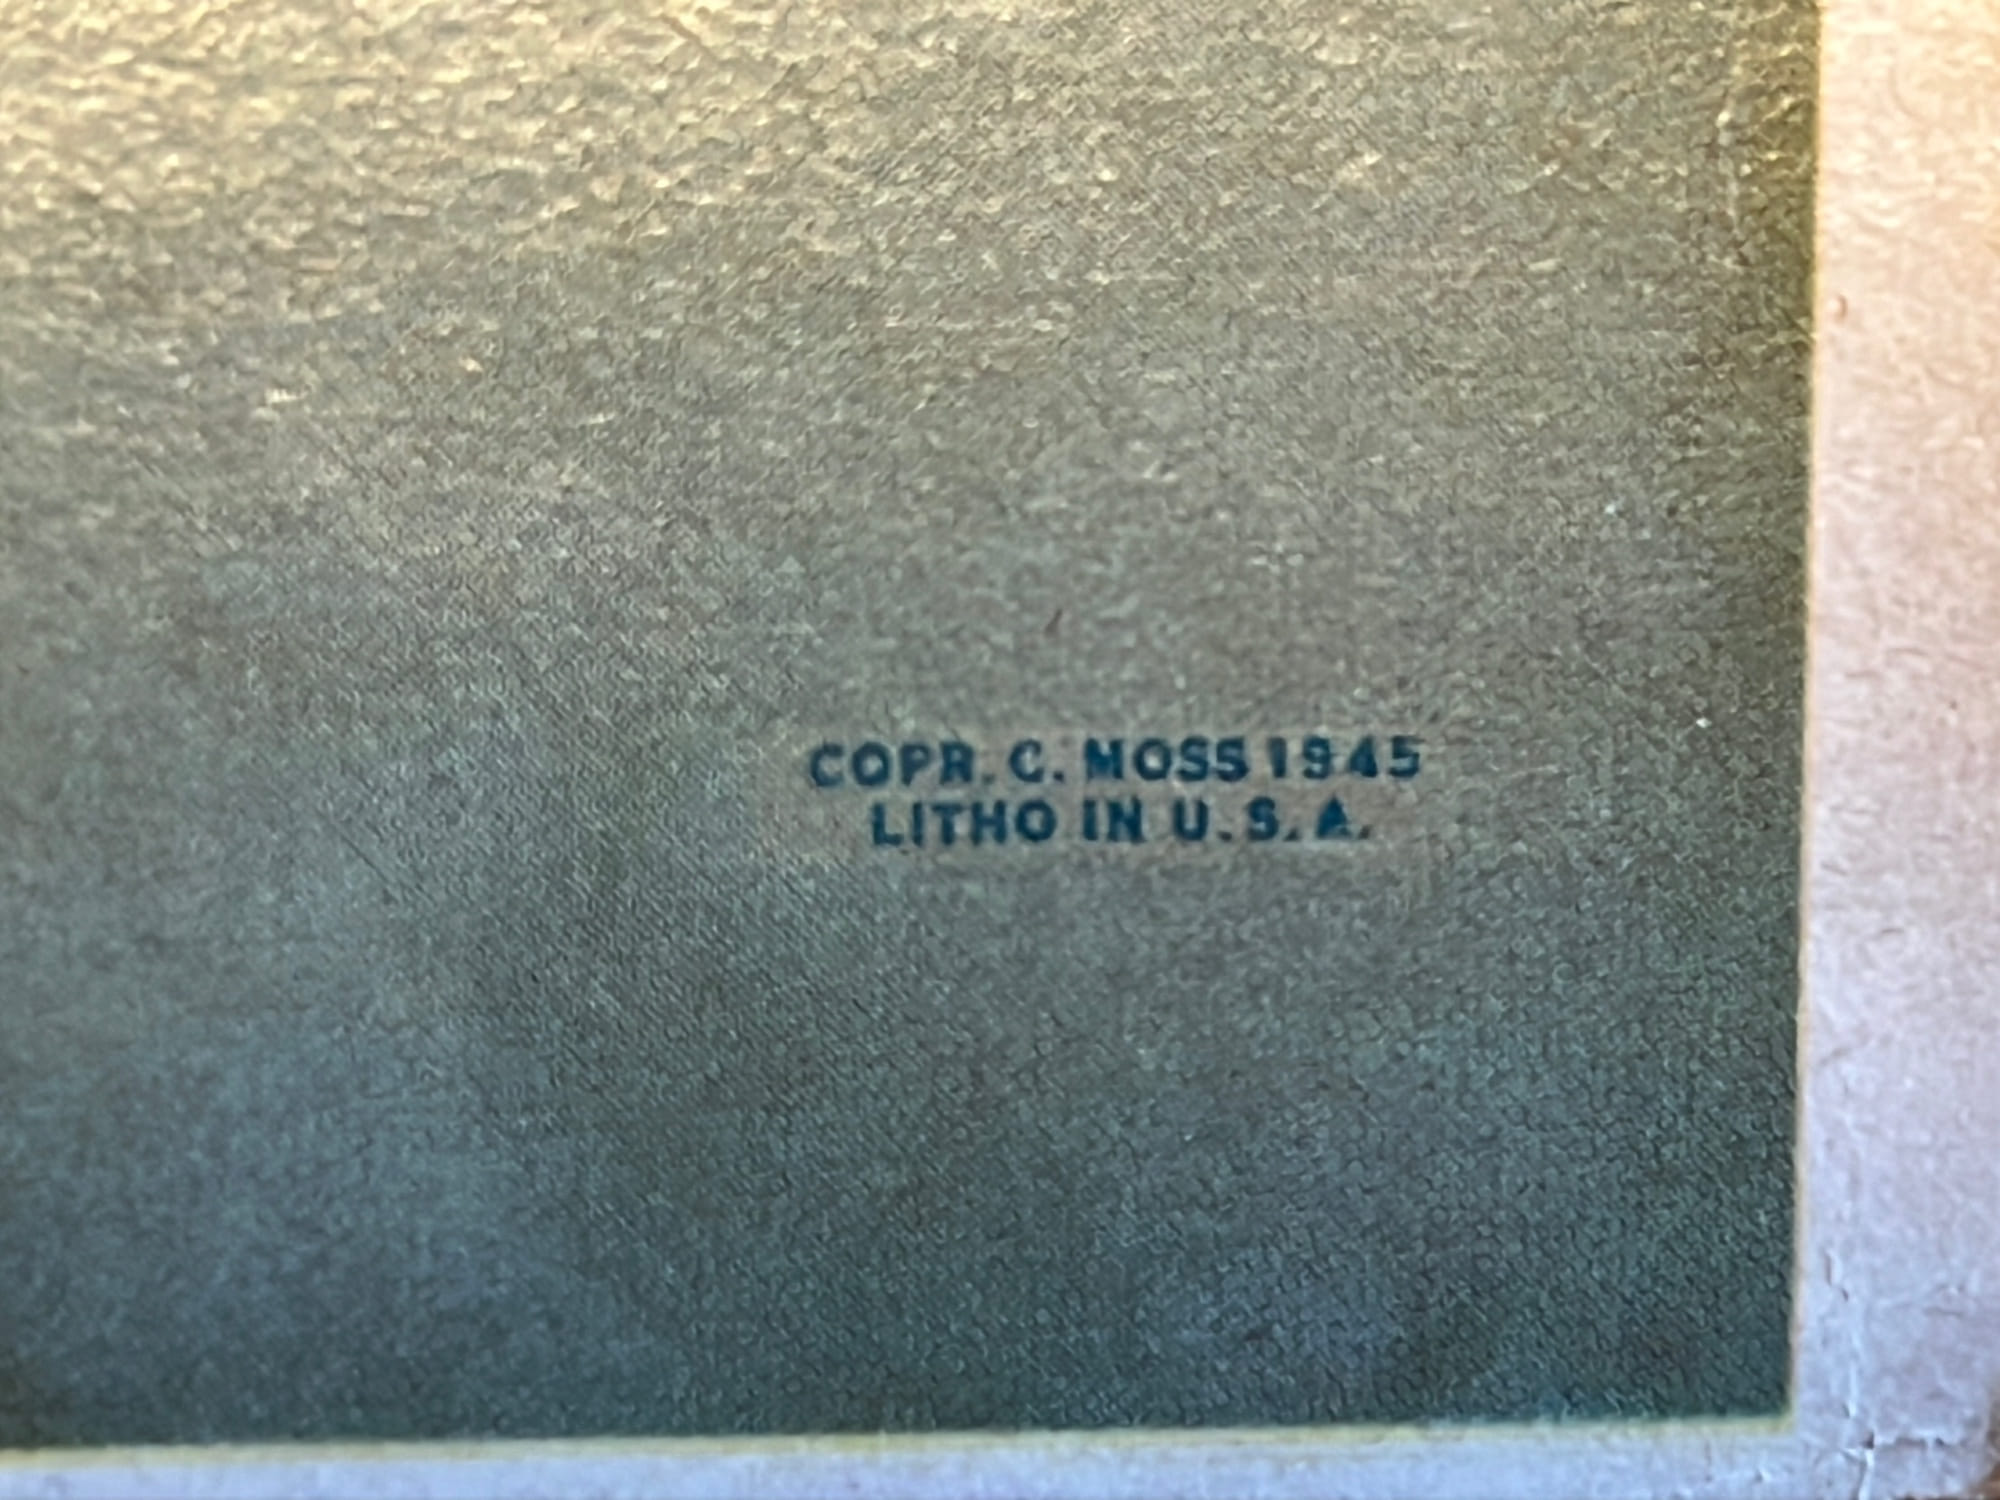 COPR. C. MOSS 1945
LITHO IN U.S.A.